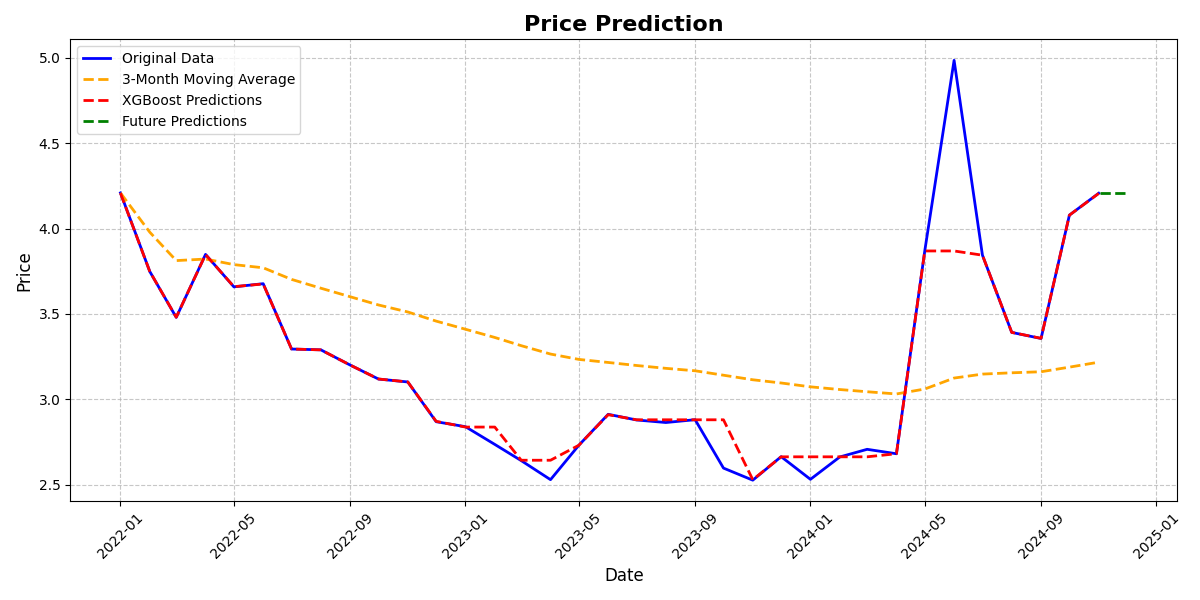 Price Prediction
Original Data
3-Month Moving Average
XGBoost Predictions
Future Predictions
Price
5.0
4.5
4.0
3.5
3.0
2.5
2022-01
2022-05
2022-09
2023-01
2023-05
2023-09
2024-01
2024-05
2024-09
2025-01
Date